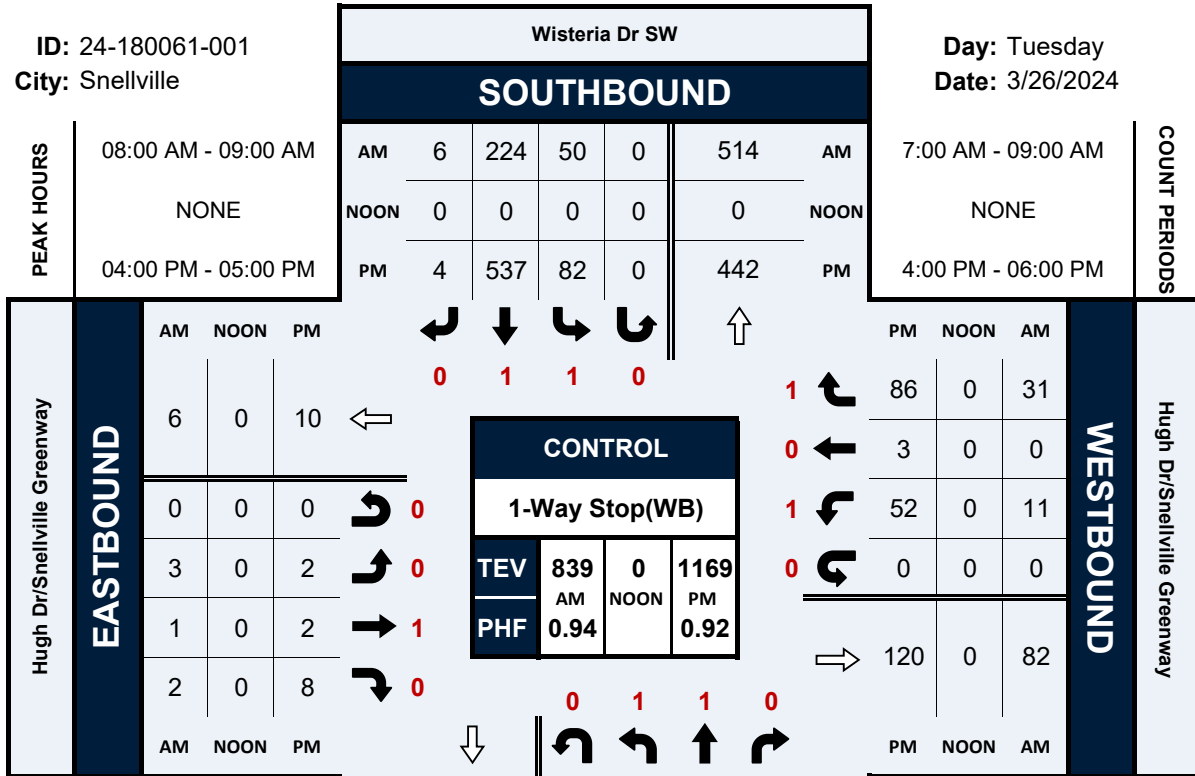 ID: 24-180061-001
City: Snellville
Wisteria Dr SW
Day: Tuesday
Date: 3/26/2024
SOUTHBOUND
PEAK HOURS
08:00 AM - 09:00 AM
NONE
04:00 PM - 05:00 PM
AM 6 224 50 0 514 AM
NOON 0 0 0 0 0 NOON
PM 4 537 82 0 442 PM
7:00 AM - 09:00 AM
NONE
4:00 PM - 06:00 PM
COUNT PERIODS
0 1 1 0
Hugh Dr/Snellville Greenway
EASTBOUND
AM NOON PM
6 0 10
0 0 0 0
3 0 2 0
1 0 2 1
2 0 8 0
AM NOON PM
CONTROL
1-Way Stop(WB)
TEV 839 0 1169
AM NOON PM
PHF 0.94 0.92
PM NOON AM
1 86 0 31
0 3 0 0
1 52 0 11
0 0 0 0
120 0 82
PM NOON AM
WESTBOUND
Hugh Dr/Snellville Greenway
0 1 1 0